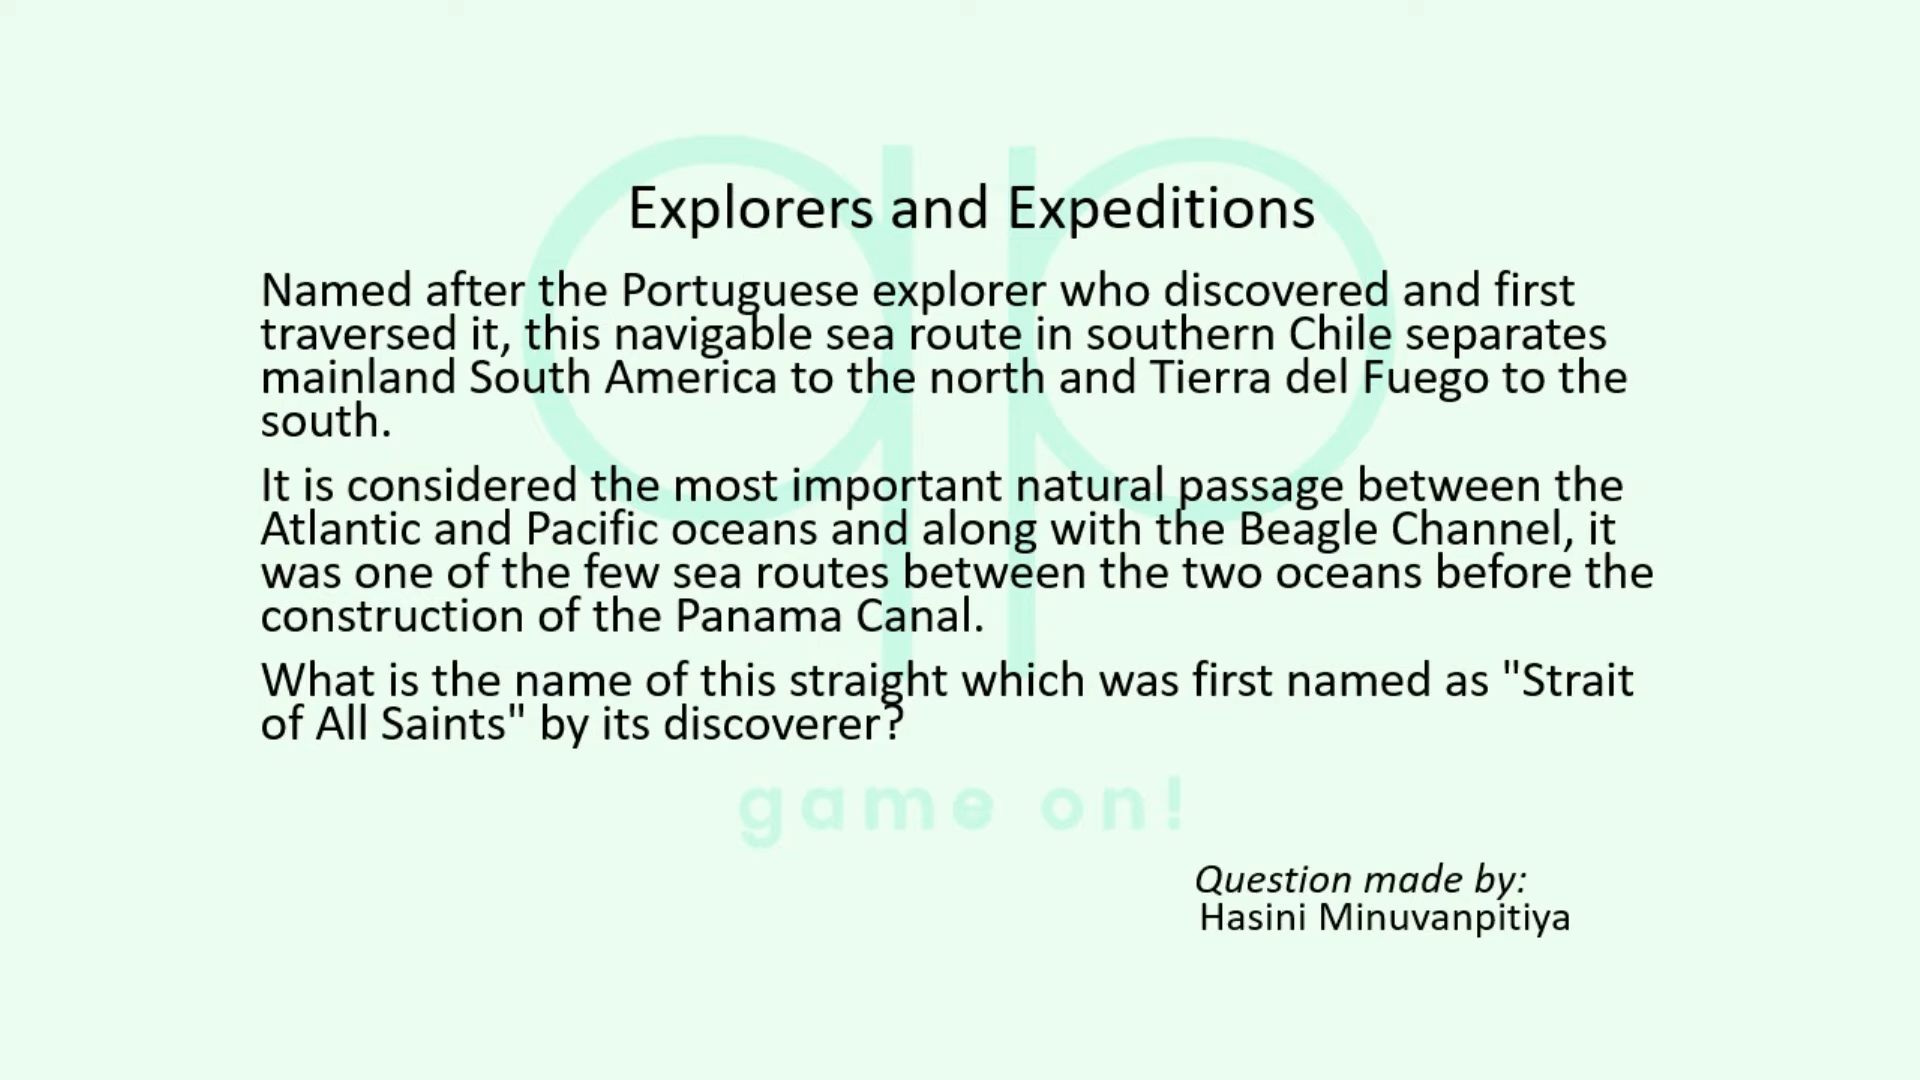 Explorers and Expeditions
Named after the Portuguese explorer who discovered and first
traversed it, this navigable sea route in southern Chile separates
mainland South America to the north and Tierra del Fuego to the
south.
It is considered the most important natural passage between the
Atlantic and Pacific oceans and along with the Beagle Channel, it
was one of the few sea routes between the two oceans before the
construction of the Panama Canal.
What is the name of this straight which was first named as "Strait
of All Saints" by its discoverer?
game on!
Question made by:
Hasini Minuvanpitiya